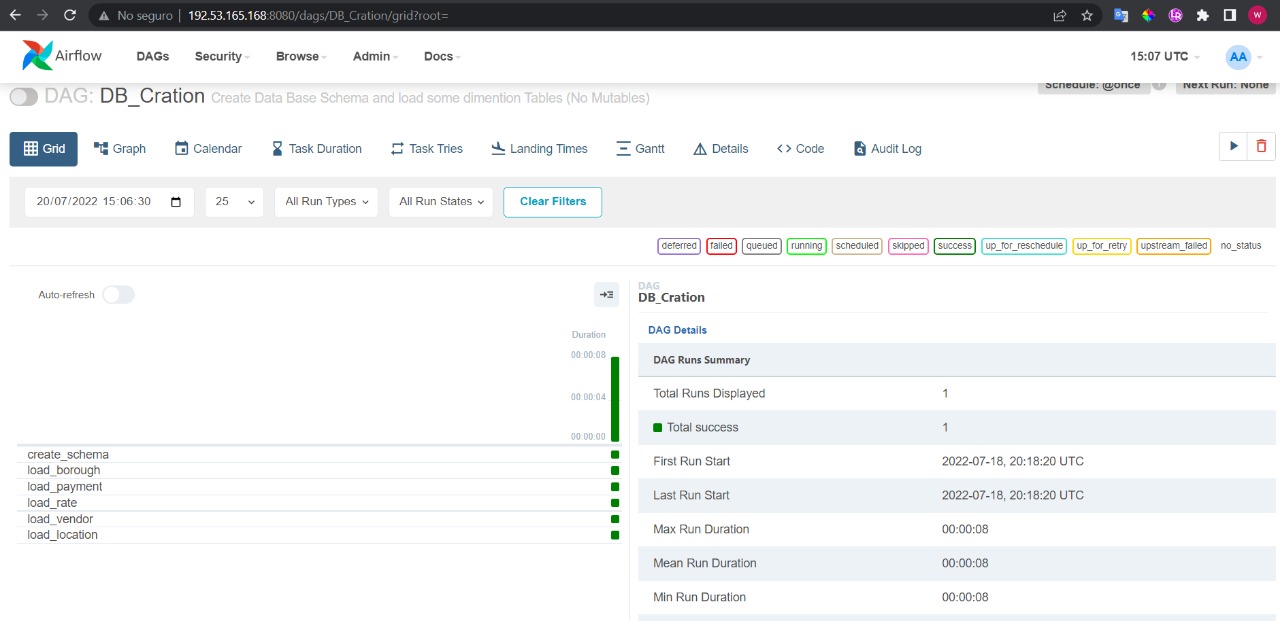 No seguro | 192.53.165.168:8080/dags/DB_Cration/grid?root=
W
Airflow DAGs Security Browse Admin Docs 15:07 UTC AA
DAG: DB_Cration Create Data Base Schema and load some dimention Tables (No Mutables) Schedule: @once Next Run: None
Grid Graph Calendar Task Duration Task Tries Landing Times Gantt Details Code Audit Log
20/07/2022 15:06:30 25 All Run Types All Run States Clear Filters
deferred failed queued running scheduled skipped success up_for_reschedule up_for_retry upstream_failed no_status
Auto-refresh
Duration
00:00:08
00:00:04
00:00:00
create_schema
load_borough
load_payment
load_rate
load_vendor
load_location
DAG
DB_Cration
DAG Details
DAG Runs Summary
Total Runs Displayed 1
Total success 1
First Run Start 2022-07-18, 20:18:20 UTC
Last Run Start 2022-07-18, 20:18:20 UTC
Max Run Duration 00:00:08
Mean Run Duration 00:00:08
Min Run Duration 00:00:08